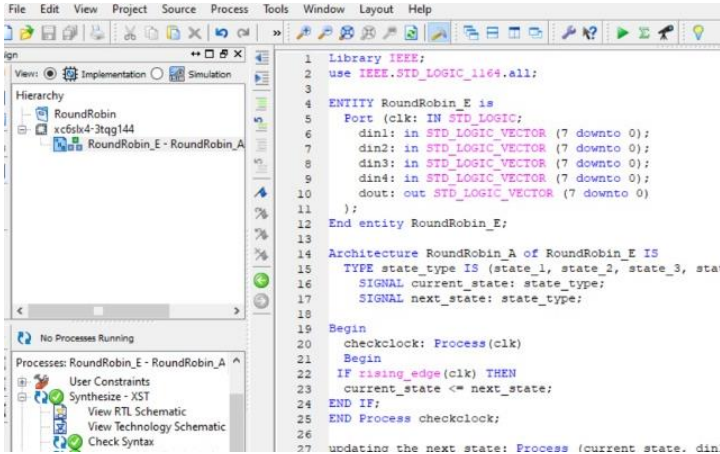 File Edit View Project Source Process Tools Window Layout Help
View: Implementation Simulation
Hierarchy
RoundRobin
xc6slx4-3tqg144
RoundRobin_E - RoundRobin_A
No Processes Running
Processes: RoundRobin_E - RoundRobin_A
User Constraints
Synthesize - XST
View RTL Schematic
View Technology Schematic
Check Syntax
1 Library IEEE;
2 use IEEE.STD_LOGIC_1164.all;
3
4 ENTITY RoundRobin_E is
5 Port (clk: IN STD_LOGIC;
6 din1: in STD_LOGIC_VECTOR (7 downto 0);
7 din2: in STD_LOGIC_VECTOR (7 downto 0);
8 din3: in STD_LOGIC_VECTOR (7 downto 0);
9 din4: in STD_LOGIC_VECTOR (7 downto 0);
10 dout: out STD_LOGIC_VECTOR (7 downto 0)
11 );
12 End entity RoundRobin_E;
13
14 Architecture RoundRobin_A of RoundRobin_E IS
15 TYPE state_type IS (state_1, state_2, state_3, sta
16 SIGNAL current_state: state_type;
17 SIGNAL next_state: state_type;
18
19 Begin
20 checkclock: Process(clk)
21 Begin
22 IF rising_edge(clk) THEN
23 current_state <= next_state;
24 END IF;
25 END Process checkclock;
26
27 updating_the_next_state: Process (current_state, din